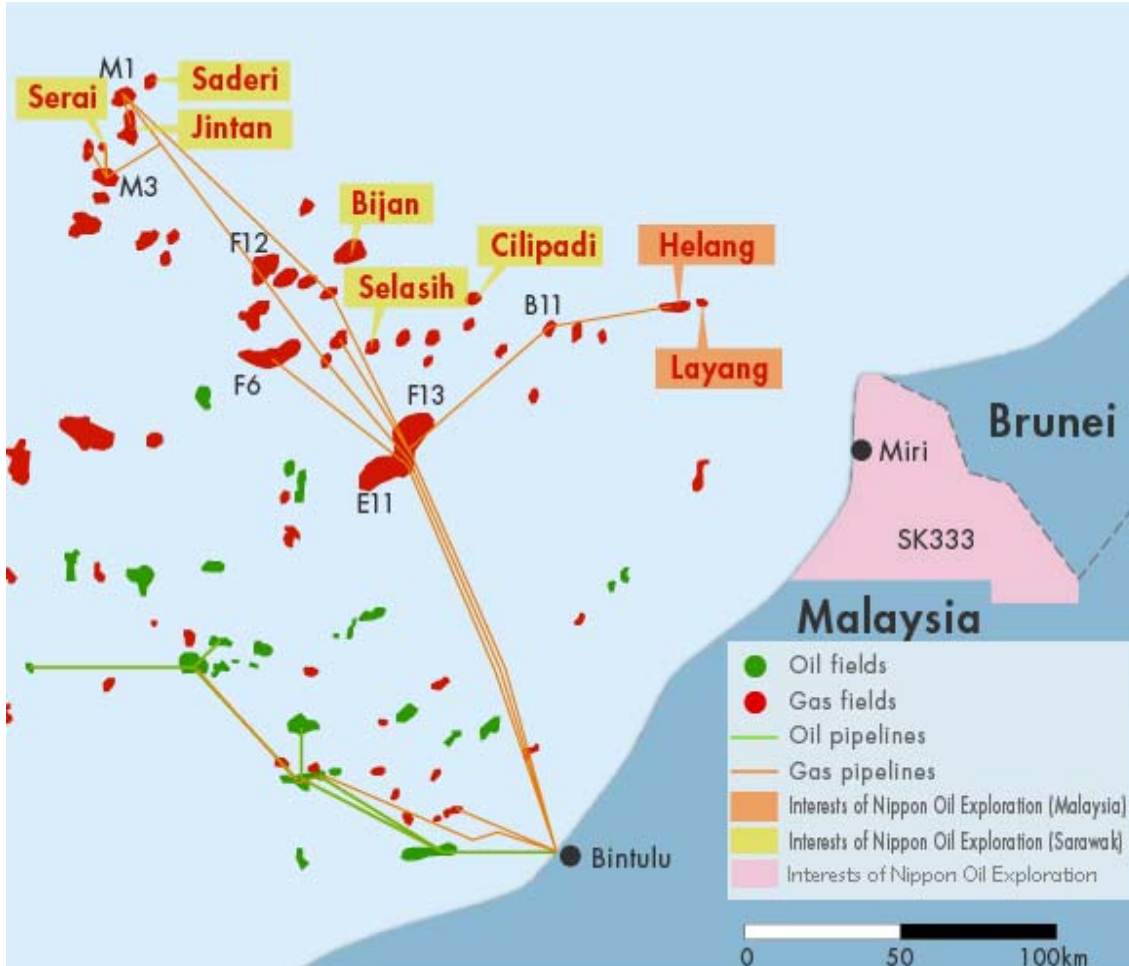 M1
Saderi
Serai
Jintan
M3
Bijan
F12
Cilipadi
Helang
Selasih
B11
Layang
F6
F13
Brunei
Miri
E11
SK333
Malaysia
Oil fields
Gas fields
Oil pipelines
Gas pipelines
Interests of Nippon Oil Exploration (Malaysia)
Interests of Nippon Oil Exploration (Sarawak)
Interests of Nippon Oil Exploration
Bintulu
0 50 100km